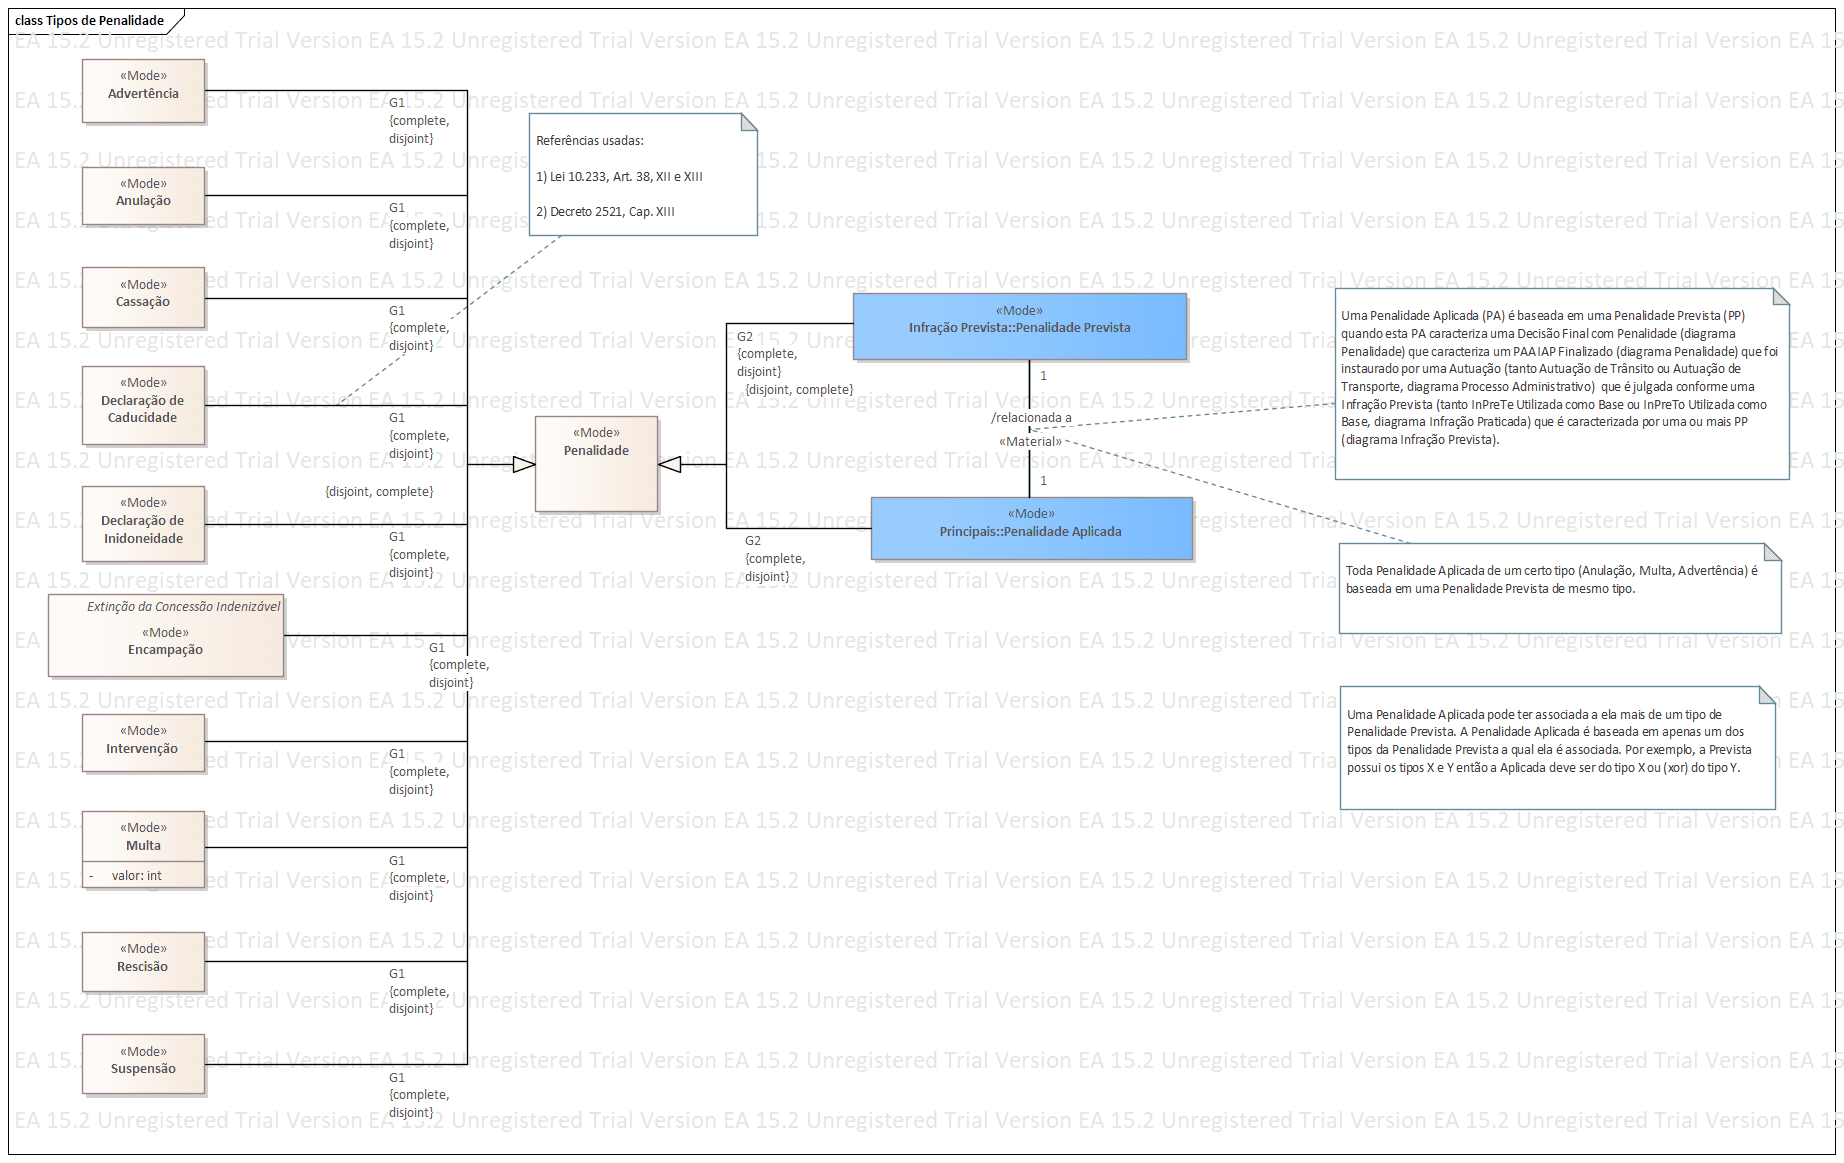 class Tipos de Penalidade
EA 15.2 Unregistered Trial Version EA 15.2 Unregistered Trial Version EA 15.2 Unregistered Trial Version EA 15.2 Unregistered Trial Version EA 15.2 Unregistered Trial Version EA 15
«Mode»
Advertência
G1
{complete,
disjoint}
«Mode»
Anulação
G1
{complete,
disjoint}
«Mode»
Cassação
G1
{complete,
disjoint}
«Mode»
Declaração de
Caducidade
G1
{complete,
disjoint}
{disjoint, complete}
«Mode»
Declaração de
Inidoneidade
G1
{complete,
disjoint}
Extinção da Concessão Indenizável
«Mode»
Encampação
G1
{complete,
disjoint}
«Mode»
Intervenção
G1
{complete,
disjoint}
«Mode»
Multa
- valor: int
G1
{complete,
disjoint}
«Mode»
Rescisão
G1
{complete,
disjoint}
«Mode»
Suspensão
G1
{complete,
disjoint}
Referências usadas:
1) Lei 10.233, Art. 38, XII e XIII
2) Decreto 2521, Cap. XIII
«Mode»
Penalidade
«Mode»
Infração Prevista::Penalidade Prevista
G2
{complete,
disjoint}
{disjoint, complete}
1
/relacionada a
«Material»
1
«Mode»
Principais::Penalidade Aplicada
G2
{complete,
disjoint}
Uma Penalidade Aplicada (PA) é baseada em uma Penalidade Prevista (PP)
quando esta PA caracteriza uma Decisão Final com Penalidade (diagrama
Penalidade) que caracteriza um PAA IAP Finalizado (diagrama Penalidade) que foi
instaurado por uma Autuação (tanto Autuação de Trânsito ou Autuação de
Transporte, diagrama Processo Administrativo) que é julgada conforme uma
Infração Prevista (tanto InPreTe Utilizada como Base ou InPreTo Utilizada como
Base, diagrama Infração Praticada) que é caracterizada por uma ou mais PP
(diagrama Infração Prevista).
Toda Penalidade Aplicada de um certo tipo (Anulação, Multa, Advertência) é
baseada em uma Penalidade Prevista de mesmo tipo.
Uma Penalidade Aplicada pode ter associada a ela mais de um tipo de
Penalidade Prevista. A Penalidade Aplicada é baseada em apenas um dos
tipos da Penalidade Prevista a qual ela é associada. Por exemplo, a Prevista
possui os tipos X e Y então a Aplicada deve ser do tipo X ou (xor) do tipo Y.